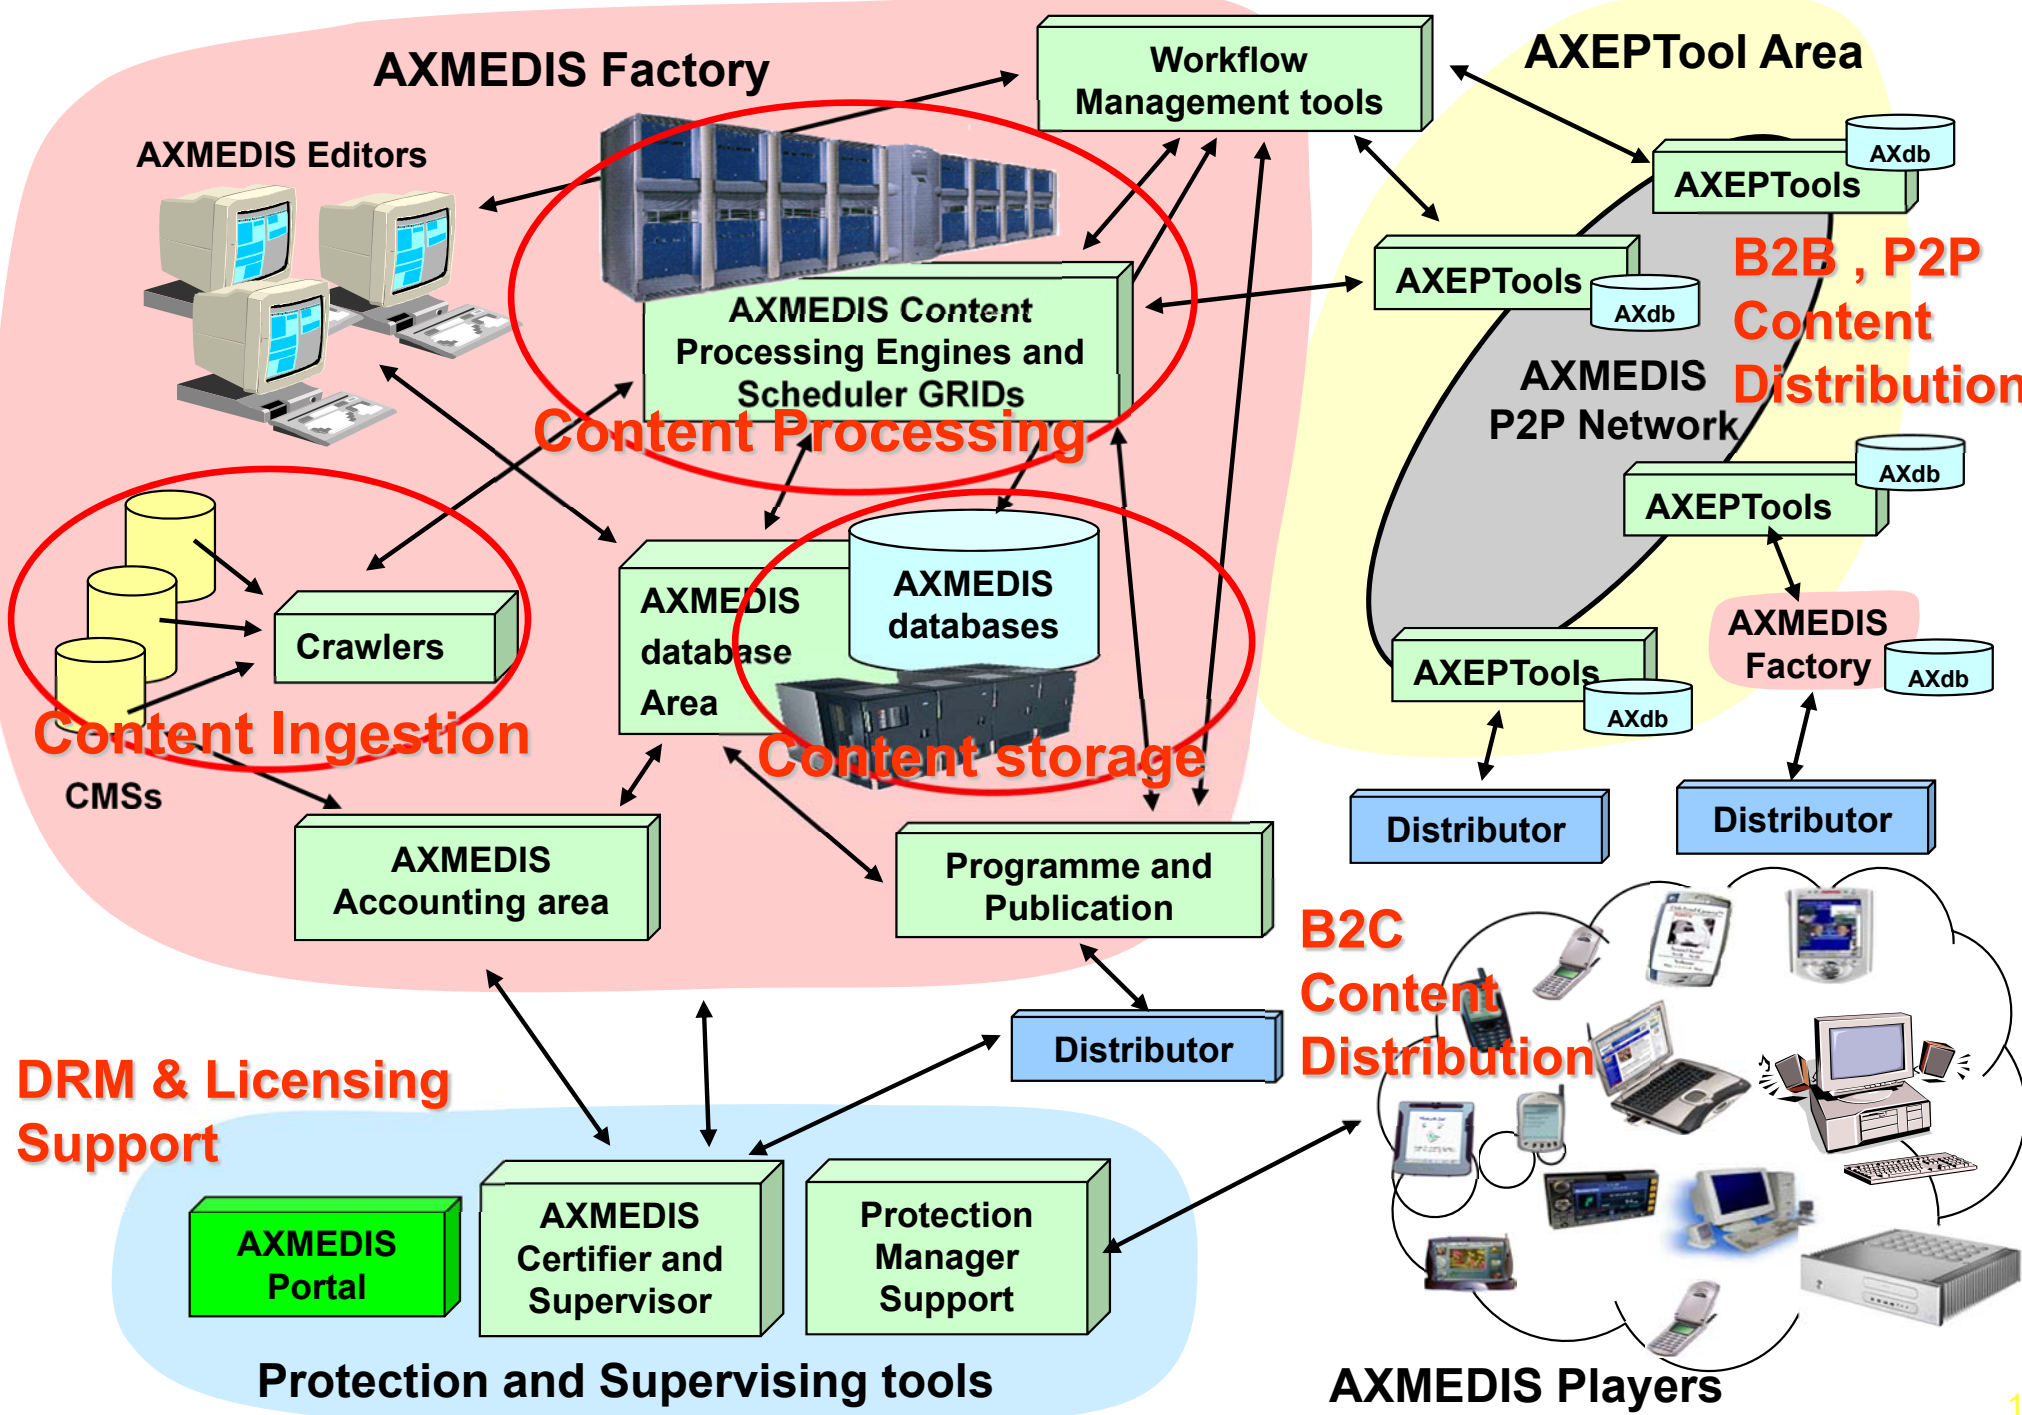 AXMEDIS Factory
Workflow
Management tools
AXEPTool Area
AXMEDIS Editors
AXdb
AXEPTools
AXEPTools
AXdb
B2B , P2P
Content
Distribution
AXMEDIS Content
Processing Engines and
Scheduler GRIDs
Content Processing
AXMEDIS
P2P Network
AXdb
AXEPTools
AXMEDIS
databases
AXMEDIS
database
Area
Crawlers
Content Ingestion
Content storage
CMSs
AXMEDIS
Factory
AXdb
AXEPTools
AXdb
Distributor
Distributor
AXMEDIS
Accounting area
Programme and
Publication
B2C
Content
Distribution
Distributor
DRM & Licensing
Support
AXMEDIS
Portal
AXMEDIS
Certifier and
Supervisor
Protection
Manager
Support
Protection and Supervising tools
AXMEDIS Players
1